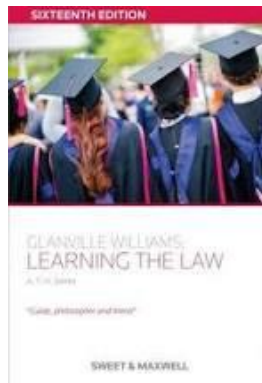 SIXTEENTH EDITION
GLANVILLE WILLIAMS:
LEARNING THE LAW
A. T. H. Smith
"Guide, philosopher and friend"
SWEET & MAXWELL